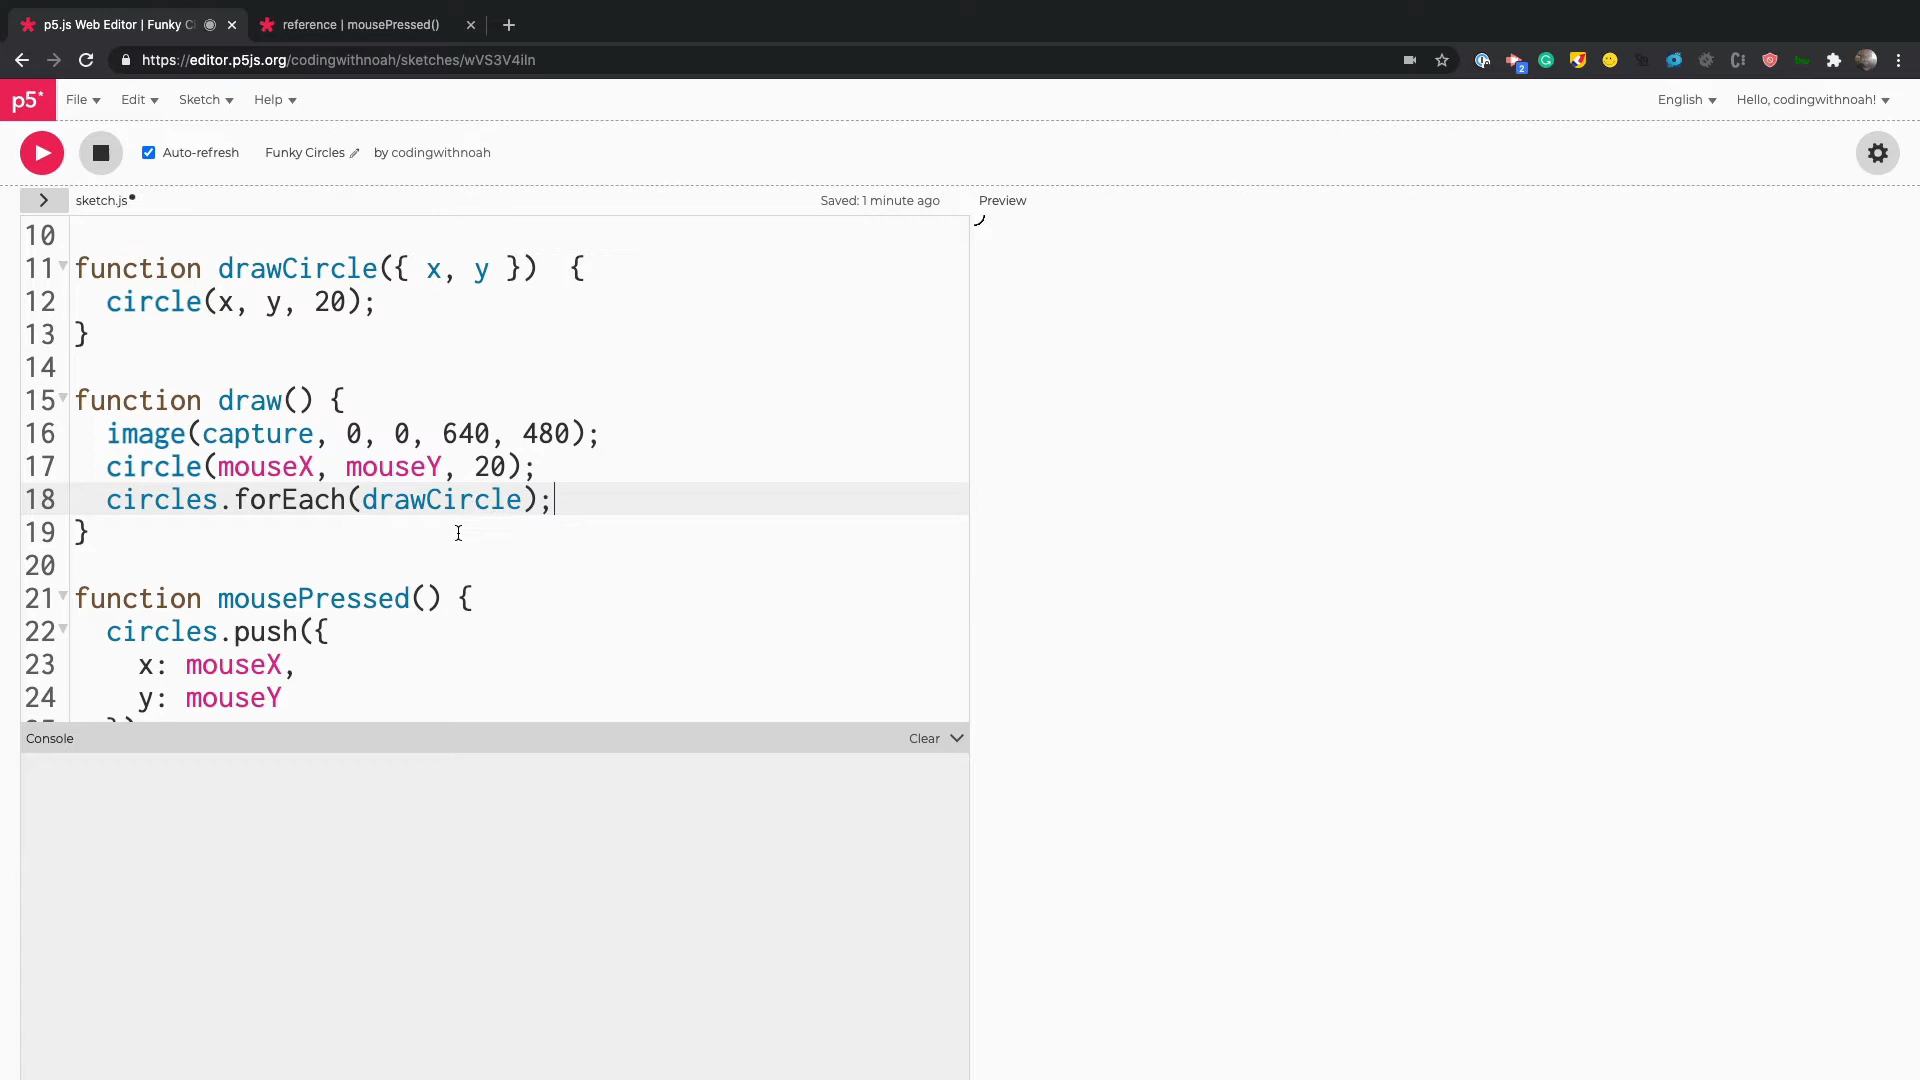 p5.js Web Editor | Funky C
reference | mousePressed()
https://editor.p5js.org/codingwithnoah/sketches/wVS3V4iln
2
p5* File Edit Sketch Help English Hello, codingwithnoah!
Auto-refresh Funky Circles by codingwithnoah
sketch.js Saved: 1 minute ago Preview
10
11 function drawCircle({ x, y })  {
12   circle(x, y, 20);
13 }
14
15 function draw() {
16   image(capture, 0, 0, 640, 480);
17   circle(mouseX, mouseY, 20);
18   circles.forEach(drawCircle);
19 }
20
21 function mousePressed() {
22   circles.push({
23     x: mouseX,
24     y: mouseY
Console Clear